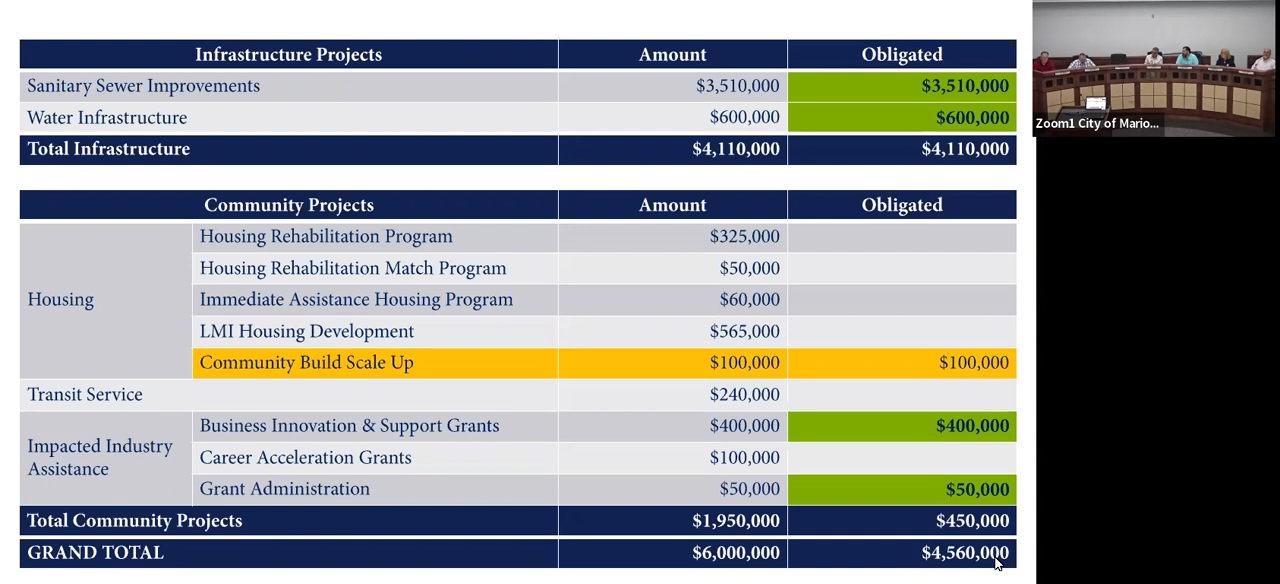 Infrastructure Projects Amount Obligated
Sanitary Sewer Improvements $3,510,000 $3,510,000
Water Infrastructure $600,000 $600,000
Total Infrastructure $4,110,000 $4,110,000
Community Projects Amount Obligated
Housing
Housing Rehabilitation Program $325,000
Housing Rehabilitation Match Program $50,000
Immediate Assistance Housing Program $60,000
LMI Housing Development $565,000
Community Build Scale Up $100,000 $100,000
Transit Service $240,000
Impacted Industry
Assistance
Business Innovation & Support Grants $400,000 $400,000
Career Acceleration Grants $100,000
Grant Administration $50,000 $50,000
Total Community Projects $1,950,000 $450,000
GRAND TOTAL $6,000,000 $4,560,000
Zoom1 City of Mario...